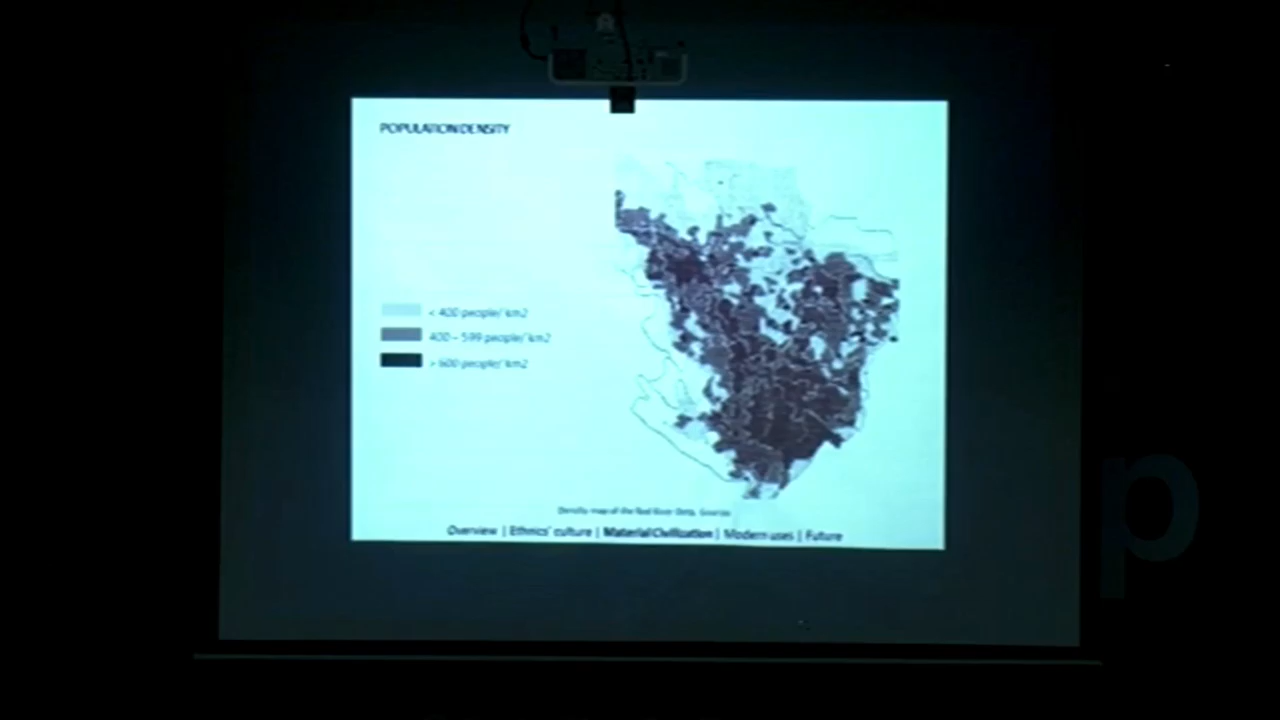 POPULATION DENSITY
< 400 people/ km2
400 – 599 people/ km2
> 600 people/ km2
Density map of the Red River Delta,
Overview | Ethnics' culture | Material Civilization | Modern uses | Future
p